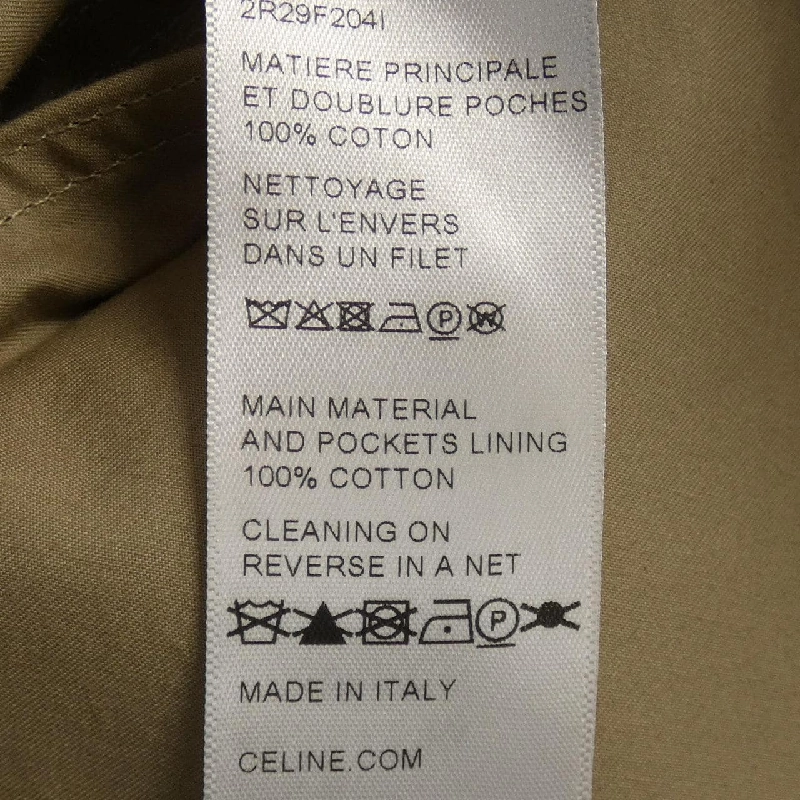 2R29F204I
MATIERE PRINCIPALE
ET DOUBLURE POCHES
100% COTON
NETTOYAGE
SUR L'ENVERS
DANS UN FILET
P W
MAIN MATERIAL
AND POCKETS LINING
100% COTTON
CLEANING ON
REVERSE IN A NET
P
MADE IN ITALY
CELINE.COM